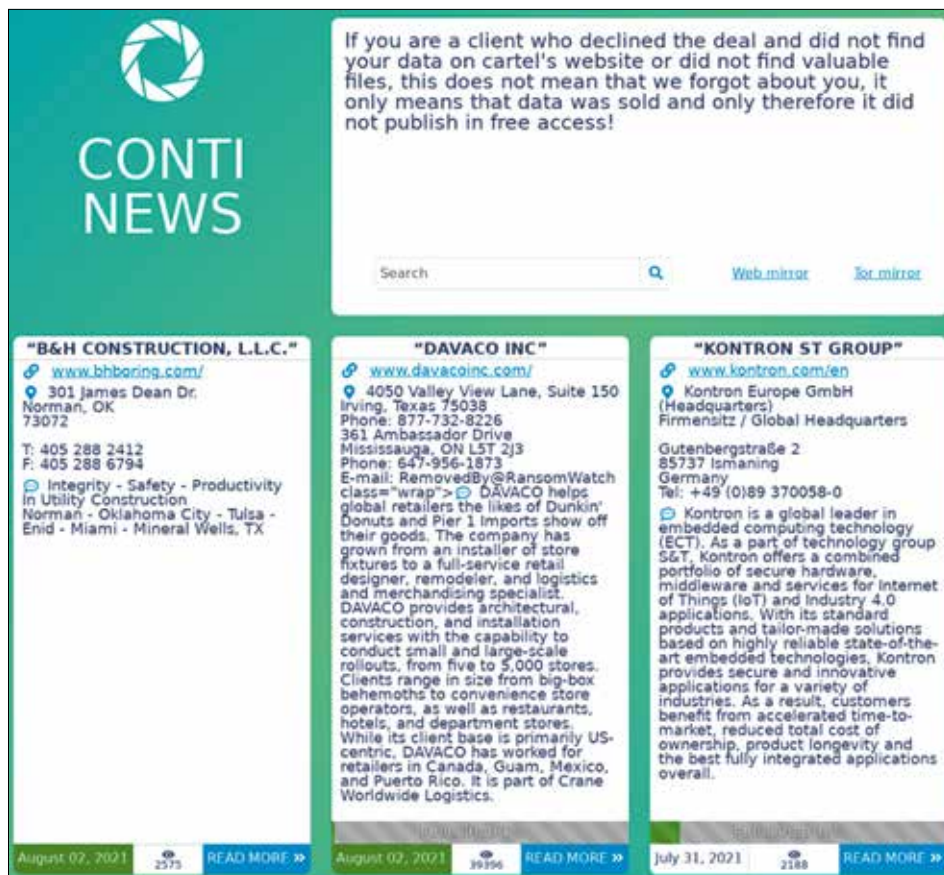 CONTI
NEWS
If you are a client who declined the deal and did not find
your data on cartel's website or did not find valuable
files, this does not mean that we forgot about you, it
only means that data was sold and only therefore it did
not publish in free access!
Search
Web mirror
Tor mirror
“B&H CONSTRUCTION, L.L.C.”
www.bhboring.com/
301 James Dean Dr.
Norman, OK
73072
T: 405 288 2412
F: 405 288 6794
Integrity - Safety - Productivity
In Utility Construction
Norman - Oklahoma City - Tulsa -
Enid - Miami - Mineral Wells, TX
August 02, 2021
2575
READ MORE »
“DAVACO INC”
www.davacoinc.com/
4050 Valley View Lane, Suite 150
Irving, Texas 75038
Phone: 877-732-8226
361 Ambassador Drive
Mississauga, ON L5T 2J3
Phone: 647-956-1873
E-mail: RemovedBy@RansomWatch
class="wrap"> DAVACO helps
global retailers the likes of Dunkin'
Donuts and Pier 1 Imports show off
their goods. The company has
grown from an installer of store
fixtures to a full-service retail
designer, remodeler, and logistics
and merchandising specialist.
DAVACO provides architectural,
construction, and installation
services with the capability to
conduct small and large-scale
rollouts, from five to 5,000 stores.
Clients range in size from big-box
behemoths to convenience store
operators, as well as restaurants,
hotels, and department stores.
While its client base is primarily US-
centric, DAVACO has worked for
retailers in Canada, Guam, Mexico,
and Puerto Rico. It is part of Crane
Worldwide Logistics.
August 02, 2021
39396
READ MORE »
“KONTRON ST GROUP”
www.kontron.com/en
Kontron Europe GmbH
(Headquarters)
Firmensitz / Global Headquarters
Gutenbergstraße 2
85737 Ismaning
Germany
Tel: +49 (0)89 370058-0
Kontron is a global leader in
embedded computing technology
(ECT). As a part of technology group
S&T, Kontron offers a combined
portfolio of secure hardware,
middleware and services for Internet
of Things (IoT) and Industry 4.0
applications. With its standard
products and tailor-made solutions
based on highly reliable state-of-the-
art embedded technologies, Kontron
provides secure and innovative
applications for a variety of
industries. As a result, customers
benefit from accelerated time-to-
market, reduced total cost of
ownership, product longevity and
the best fully integrated applications
overall.
July 31, 2021
2188
READ MORE »